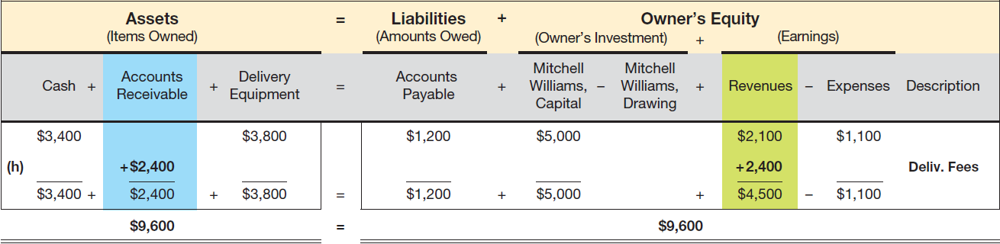 Assets = Liabilities + Owner's Equity
(Items Owned) (Amounts Owed) (Owner's Investment) + (Earnings)
Cash + Accounts Receivable + Delivery Equipment = Accounts Payable + Mitchell Williams, Capital – Mitchell Williams, Drawing + Revenues – Expenses Description
$3,400 $3,800 $1,200 $5,000 $2,100 $1,100
(h) +$2,400 +2,400 Deliv. Fees
$3,400 + $2,400 + $3,800 = $1,200 + $5,000 + $4,500 – $1,100
$9,600 = $9,600